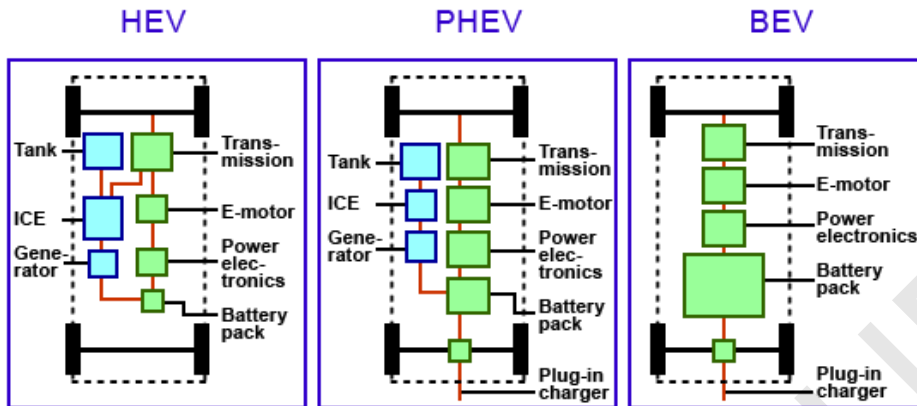 HEV
PHEV
BEV
Tank
ICE
Gene-
rator
Trans-
mission
E-motor
Power
elec-
tronics
Battery
pack
Tank
ICE
Gene-
rator
Trans-
mission
E-motor
Power
elec-
tronics
Battery
pack
Plug-in
charger
Trans-
mission
E-motor
Power
electronics
Battery
pack
Plug-in
charger